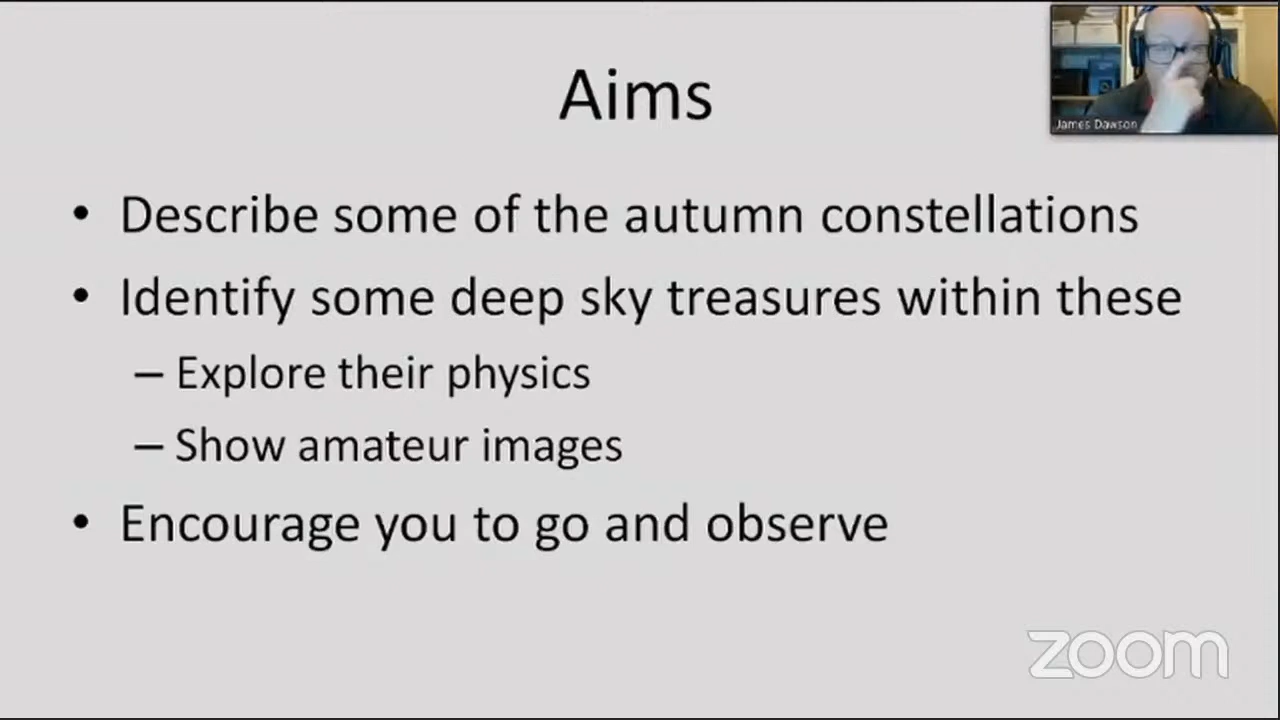 Aims
James Dawson
• Describe some of the autumn constellations
• Identify some deep sky treasures within these
– Explore their physics
– Show amateur images
• Encourage you to go and observe
zoom